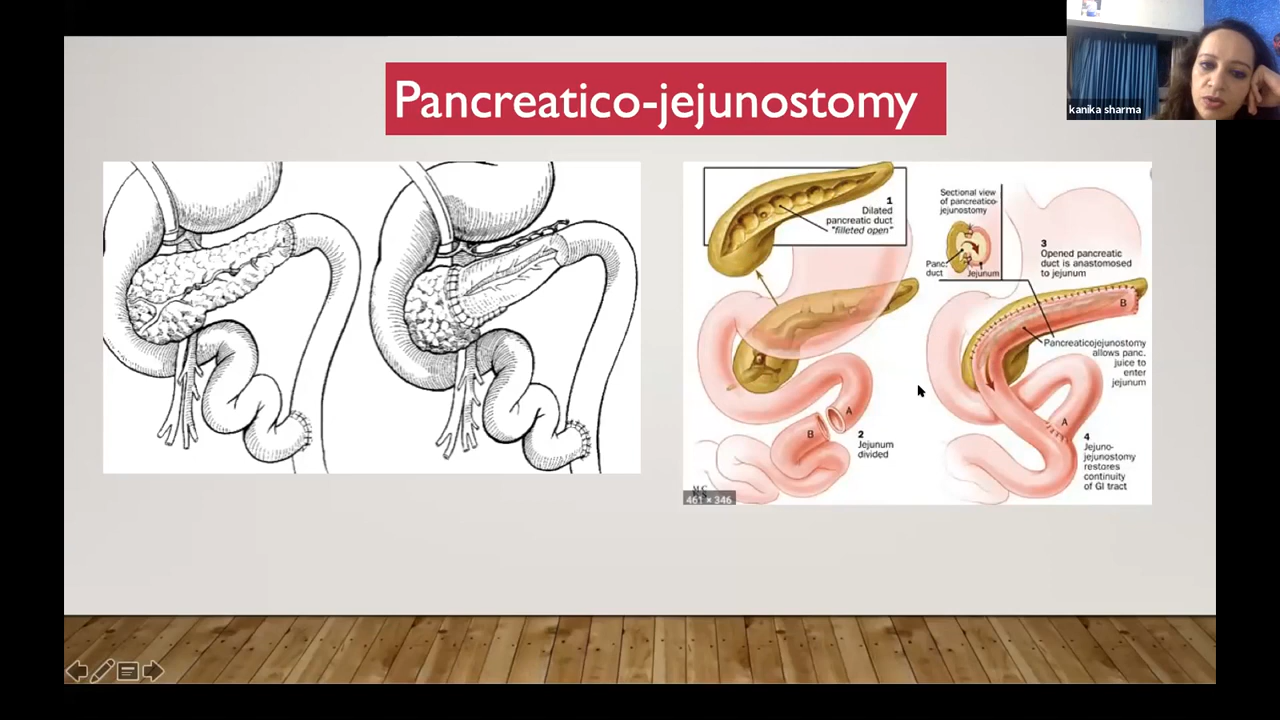 Pancreatico-jejunostomy
kanika sharma
1
Dilated
pancreatic duct
"filleted open"
Sectional view
of pancreatico-
jejunostomy
Panc.
duct
Jejunum
3
Opened pancreatic
duct is anastomosed
to jejunum
B
Pancreaticojejunostomy
allows panc.
juice to
enter
jejunum
A
B
2
Jejunum
divided
A
4
Jejuno-
jejunostomy
restores
continuity
of GI tract
461 × 346